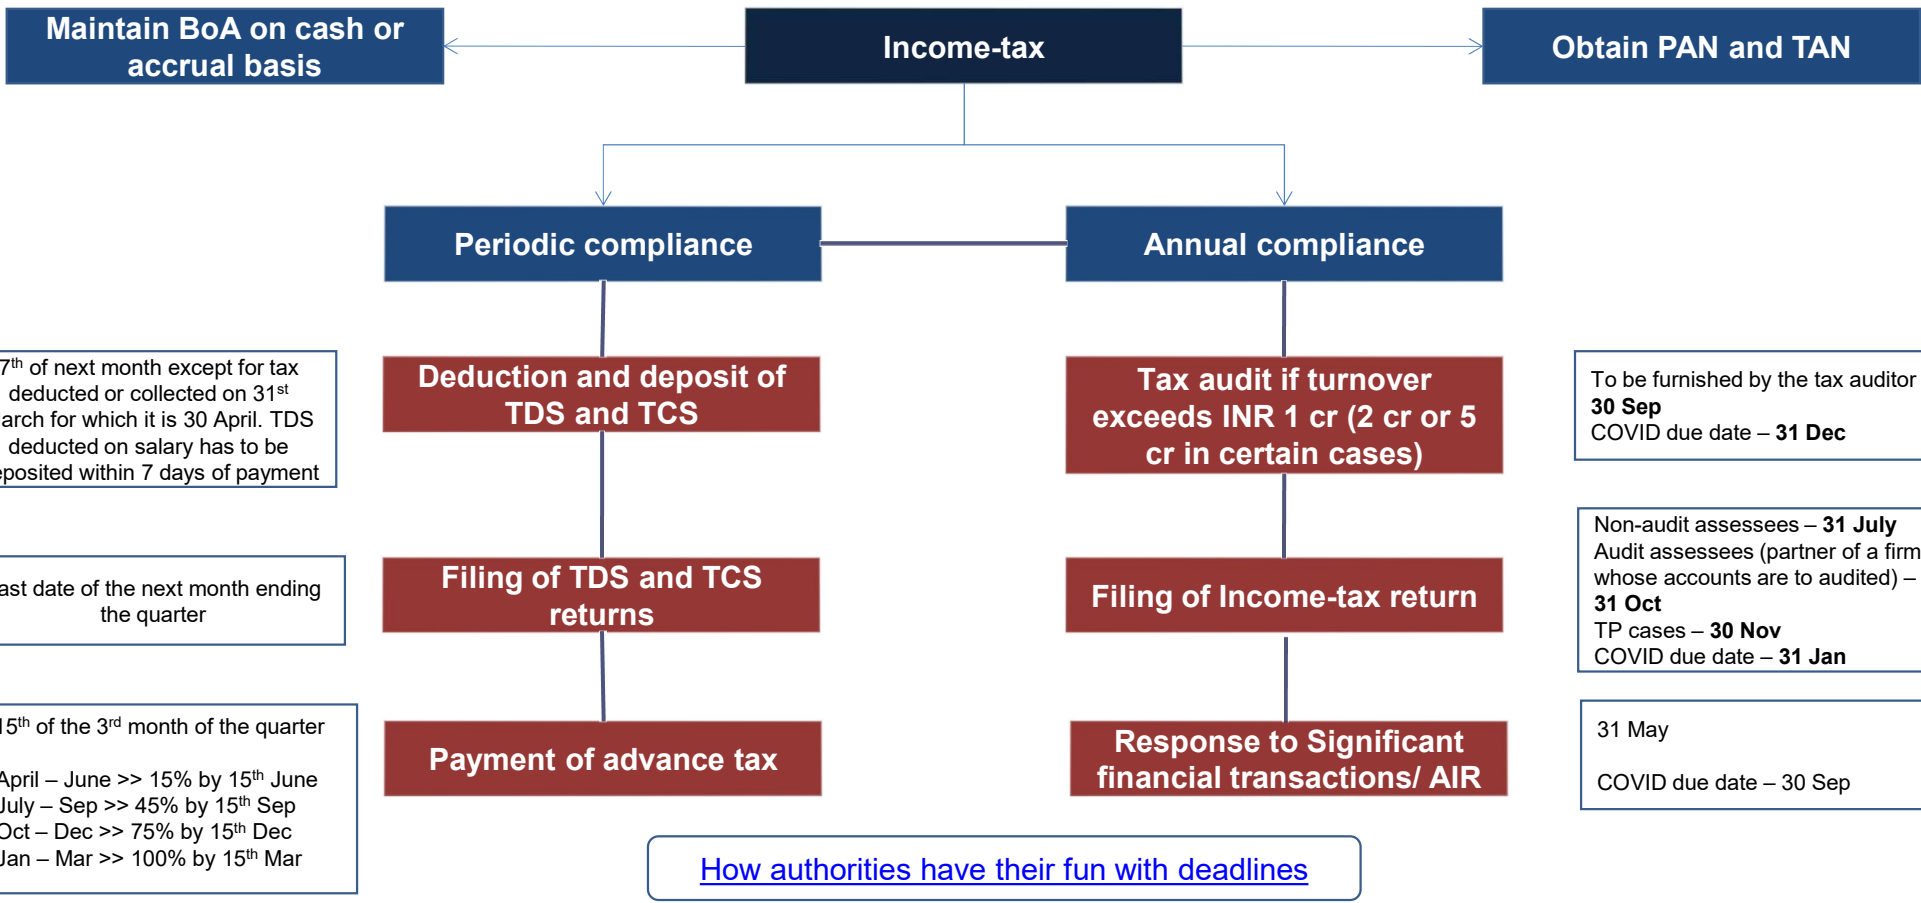 Maintain BoA on cash or
accrual basis
Income-tax
Obtain PAN and TAN
Periodic compliance
Annual compliance
7th of next month except for tax
deducted or collected on 31st
arch for which it is 30 April. TDS
deducted on salary has to be
eposited within 7 days of payment
Deduction and deposit of
TDS and TCS
Tax audit if turnover
exceeds INR 1 cr (2 cr or 5
cr in certain cases)
To be furnished by the tax auditor
30 Sep
COVID due date – 31 Dec
ast date of the next month ending
the quarter
Filing of TDS and TCS
returns
Filing of Income-tax return
Non-audit assessees – 31 July
Audit assessees (partner of a firm
whose accounts are to audited) –
31 Oct
TP cases – 30 Nov
COVID due date – 31 Jan
15th of the 3rd month of the quarter
April – June >> 15% by 15th June
July – Sep >> 45% by 15th Sep
Oct – Dec >> 75% by 15th Dec
Jan – Mar >> 100% by 15th Mar
Payment of advance tax
Response to Significant
financial transactions/ AIR
31 May
COVID due date – 30 Sep
How authorities have their fun with deadlines